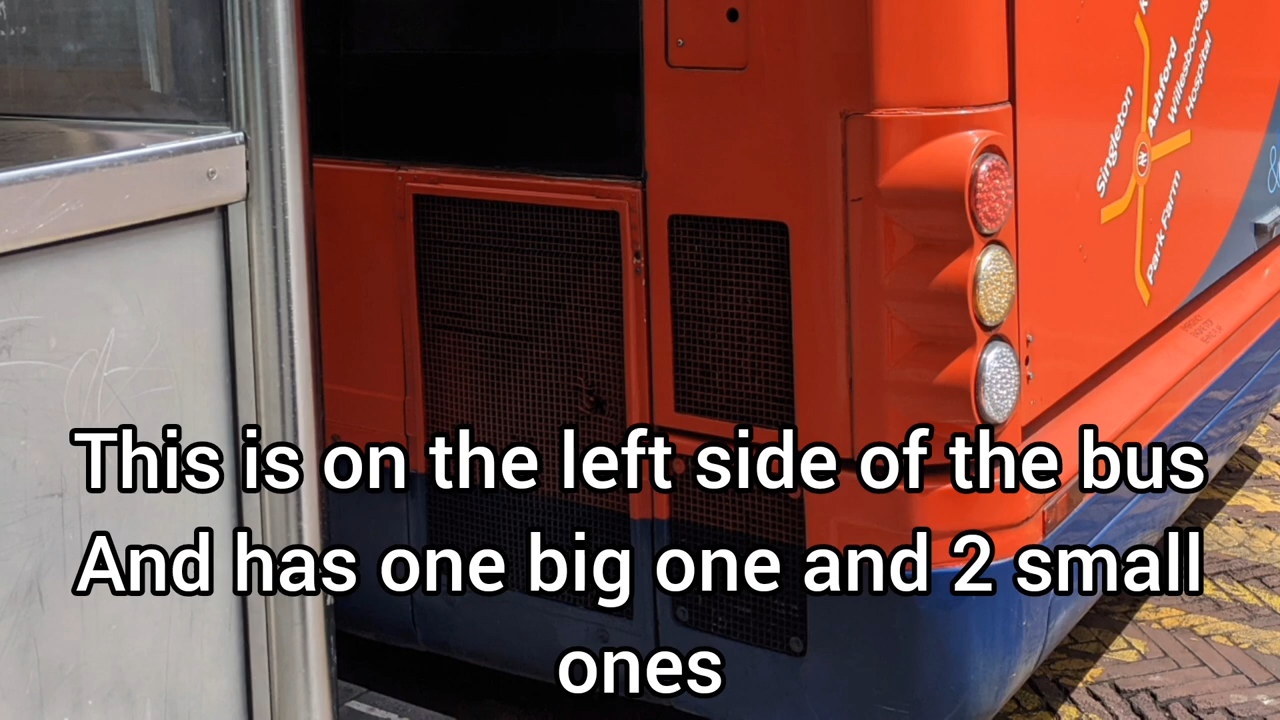 Singleton
Ashford
Willesborough
Hospital
Park Farm
This is on the left side of the bus
And has one big one and 2 small
ones